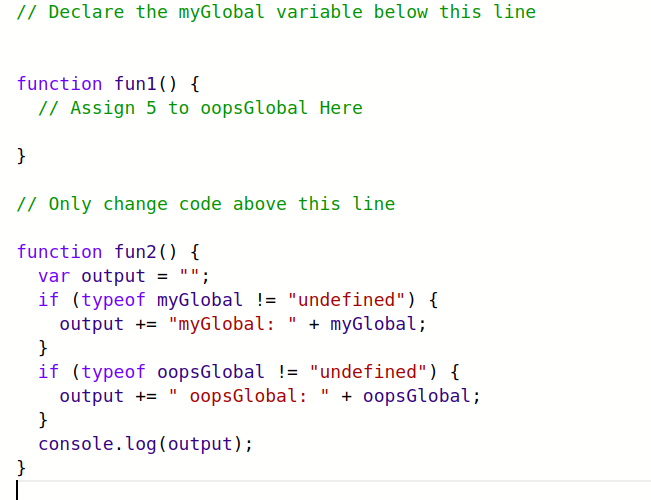 // Declare the myGlobal variable below this line
function fun1() {
  // Assign 5 to oopsGlobal Here
}
// Only change code above this line
function fun2() {
  var output = "";
  if (typeof myGlobal != "undefined") {
    output += "myGlobal: " + myGlobal;
  }
  if (typeof oopsGlobal != "undefined") {
    output += " oopsGlobal: " + oopsGlobal;
  }
  console.log(output);
}